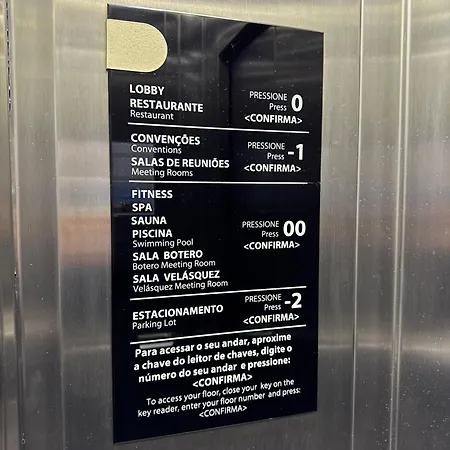 LOBBY
RESTAURANTE
Restaurant
PRESSIONE
Press 0
<CONFIRMA>
CONVENÇÕES
Conventions
SALAS DE REUNIÕES
Meeting Rooms
PRESSIONE
Press -1
<CONFIRMA>
FITNESS
SPA
SAUNA
PISCINA
Swimming Pool
SALA BOTERO
Botero Meeting Room
SALA VELÁSQUEZ
Velásquez Meeting Room
PRESSIONE
Press 00
<CONFIRMA>
ESTACIONAMENTO
Parking Lot
PRESSIONE
Press -2
<CONFIRMA>
Para acessar o seu andar, aproxime
a chave do leitor de chaves, digite o
número do seu andar e pressione:
<CONFIRMA>
To access your floor, close your key on the
key reader, enter your floor number and press:
<CONFIRMA>